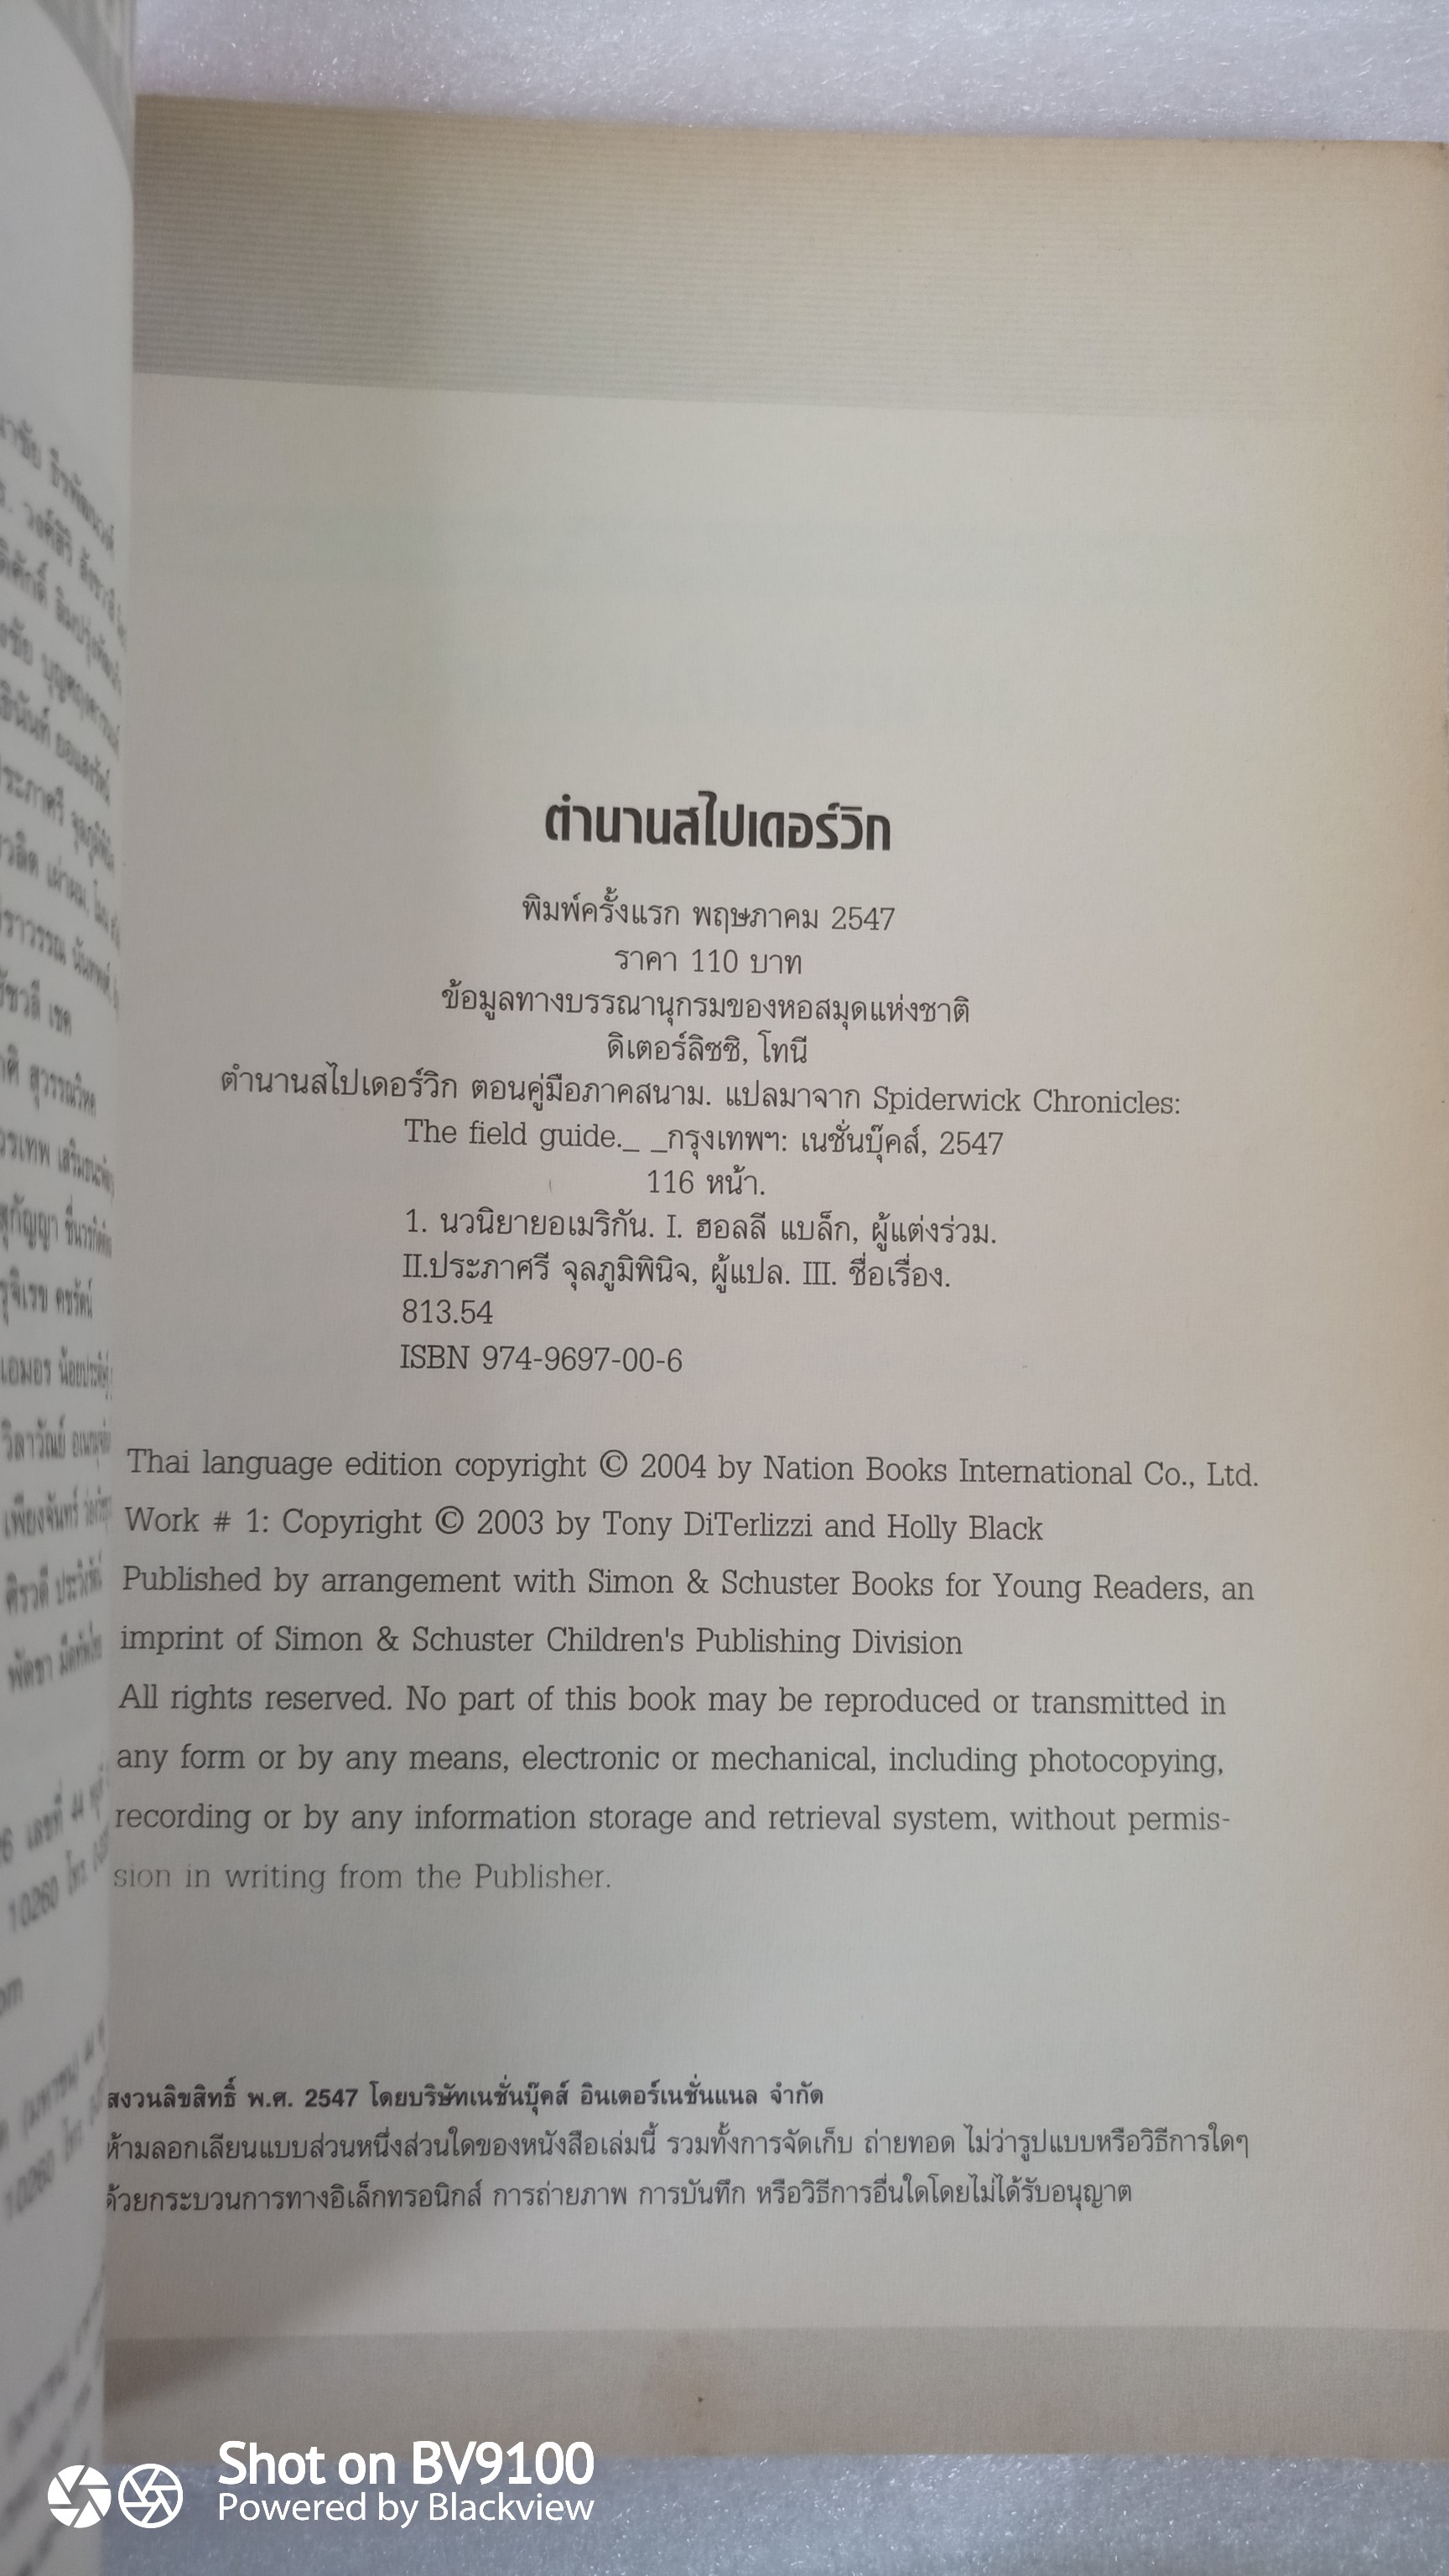 ตำนานสไปเดอร์วิก
พิมพ์ครั้งแรก พฤษภาคม 2547
ราคา 110 บาท
ข้อมูลทางบรรณานุกรมของหอสมุดแห่งชาติ
ดิเตอร์ลิซซิ, โทนี
ตำนานสไปเดอร์วิก ตอนคู่มือภาคสนาม. แปลมาจาก Spiderwick Chronicles:
The field guide._ _กรุงเทพฯ: เนชั่นบุ๊คส์, 2547
116 หน้า.
1. นวนิยายอเมริกัน. I. ฮอลลี แบล็ก, ผู้แต่งร่วม.
II.ประภาศรี จุลภูมิพินิจ, ผู้แปล. III. ชื่อเรื่อง.
813.54
ISBN 974-9697-00-6
Thai language edition copyright © 2004 by Nation Books International Co., Ltd.
Work # 1: Copyright © 2003 by Tony DiTerlizzi and Holly Black
Published by arrangement with Simon & Schuster Books for Young Readers, an
imprint of Simon & Schuster Children's Publishing Division
All rights reserved. No part of this book may be reproduced or transmitted in
any form or by any means, electronic or mechanical, including photocopying,
recording or by any information storage and retrieval system, without permis-
sion in writing from the Publisher.
สงวนลิขสิทธิ์ พ.ศ. 2547 โดยบริษัทเนชั่นบุ๊คส์ อินเตอร์เนชั่นแนล จำกัด
ห้ามลอกเลียนแบบส่วนหนึ่งส่วนใดของหนังสือเล่มนี้ รวมทั้งการจัดเก็บ ถ่ายทอด ไม่ว่ารูปแบบหรือวิธีการใดๆ
ด้วยกระบวนการทางอิเล็กทรอนิกส์ การถ่ายภาพ การบันทึก หรือวิธีการอื่นใดโดยไม่ได้รับอนุญาต
Shot on BV9100
Powered by Blackview